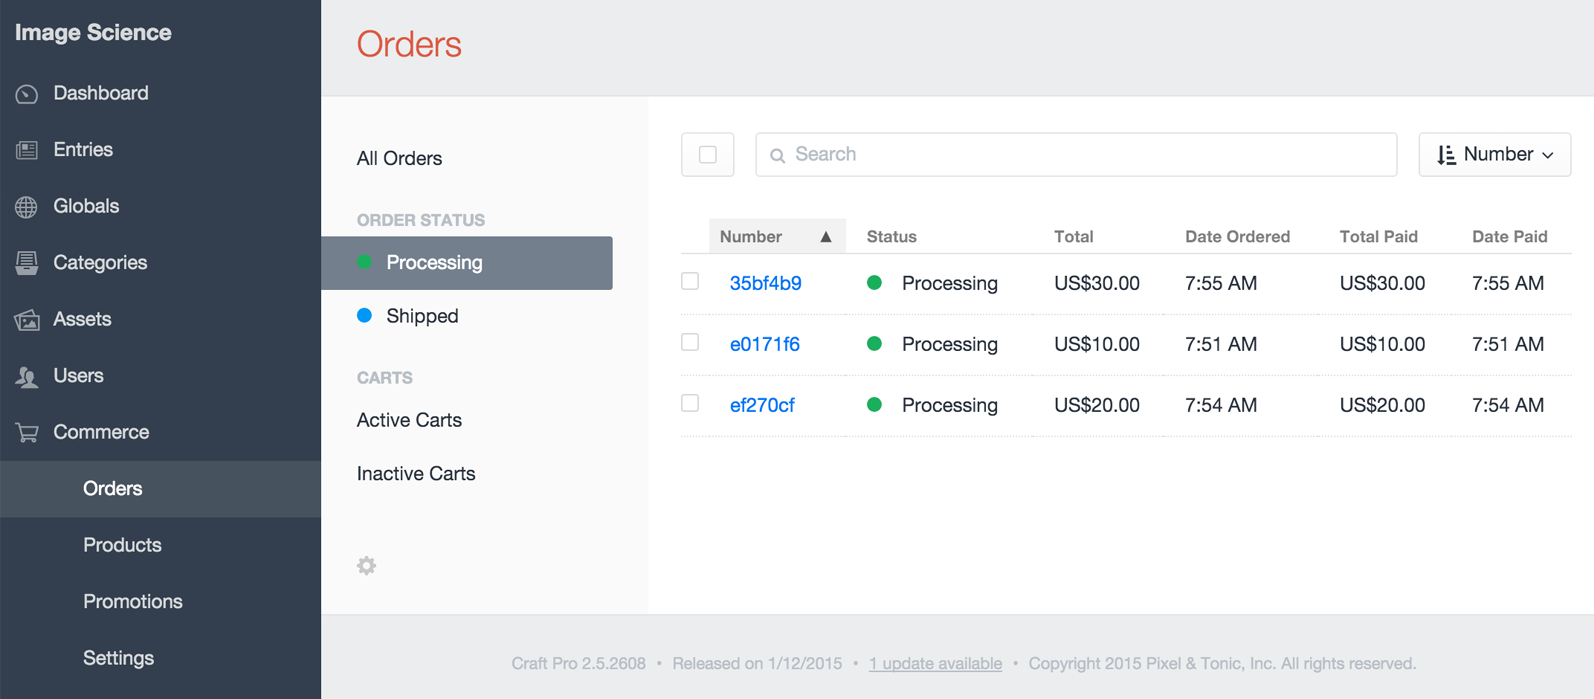 Image Science
Dashboard
Entries
Globals
Categories
Assets
Users
Commerce
Orders
Products
Promotions
Settings
Orders
All Orders
ORDER STATUS
Processing
Shipped
CARTS
Active Carts
Inactive Carts
Search
Number
Number ▲ Status Total Date Ordered Total Paid Date Paid
35bf4b9 Processing US$30.00 7:55 AM US$30.00 7:55 AM
e0171f6 Processing US$10.00 7:51 AM US$10.00 7:51 AM
ef270cf Processing US$20.00 7:54 AM US$20.00 7:54 AM
Craft Pro 2.5.2608 • Released on 1/12/2015 • 1 update available • Copyright 2015 Pixel & Tonic, Inc. All rights reserved.